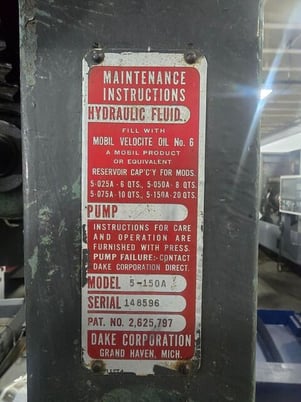 MAINTENANCE
INSTRUCTIONS
HYDRAULIC FLUID
FILL WITH
MOBIL VELOCITE OIL No. 6
A MOBIL PRODUCT
OR EQUIVALENT
RESERVOIR CAP'C'Y FOR MODS.
5-025A-6 QTS, 5-050A-8 QTS.
5-075A-10 QTS, 5-150A-20 QTS.
PUMP
INSTRUCTIONS FOR CARE
AND OPERATION ARE
FURNISHED WITH PRESS.
PUMP FAILURE:-CONTACT
DAKE CORPORATION DIRECT.
MODEL 5-150A
SERIAL 148596
PAT. NO. 2,625,797
DAKE CORPORATION
GRAND HAVEN, MICH.